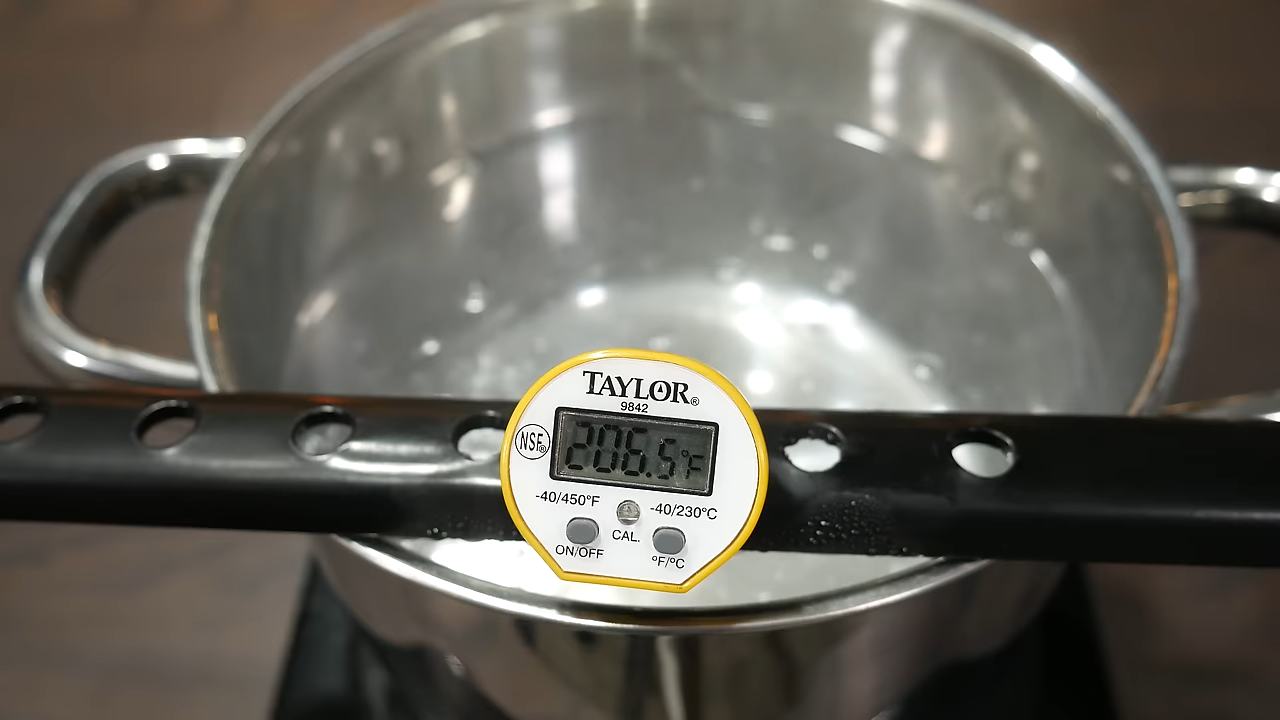 TAYLOR®
9842
NSF®
206.5°F
-40/450°F
-40/230°C
CAL.
ON/OFF
°F/°C